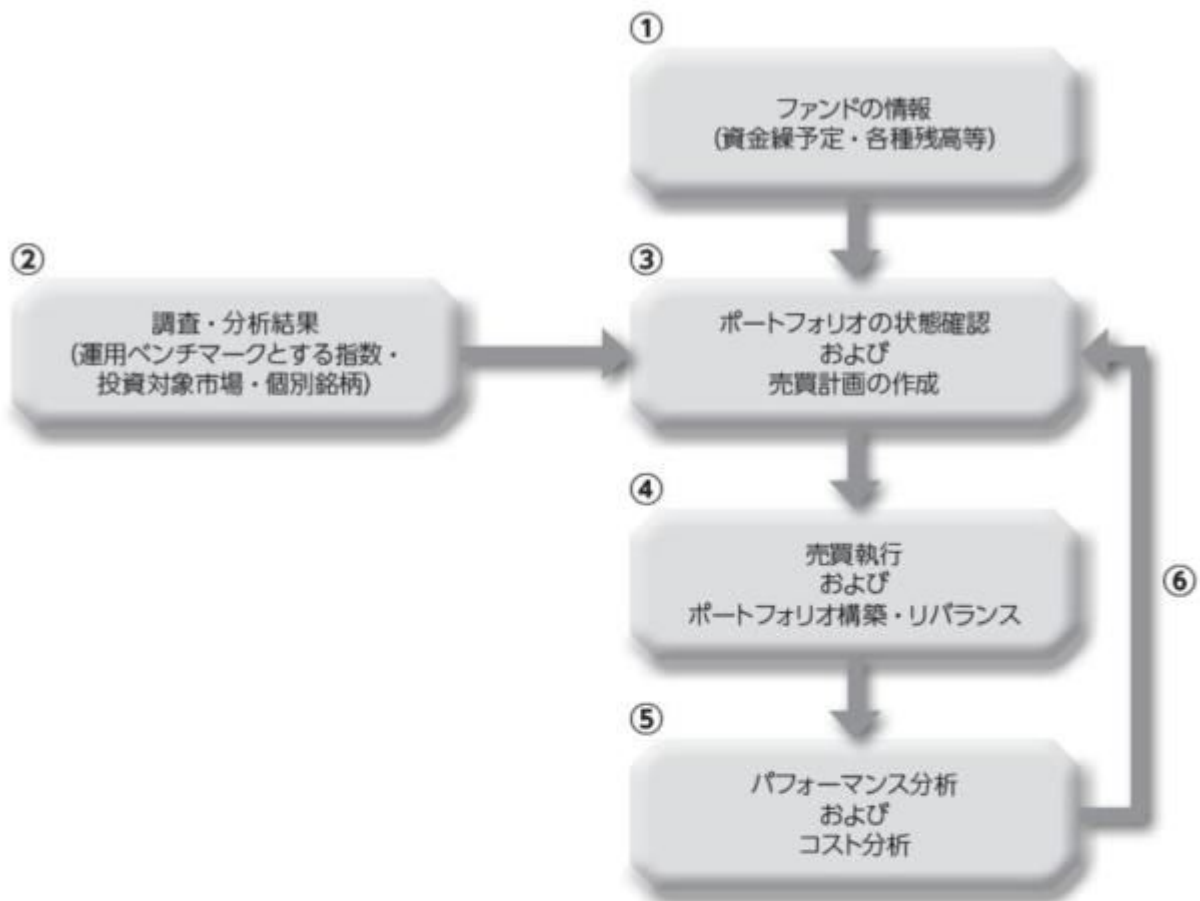 ①
ファンドの情報
(資金繰予定・各種残高等)
②
調査・分析結果
(運用ベンチマークとする指数・
投資対象市場・個別銘柄)
③
ポートフォリオの状態確認
および
売買計画の作成
④
売買執行
および
ポートフォリオ構築・リバランス
⑤
パフォーマンス分析
および
コスト分析
⑥